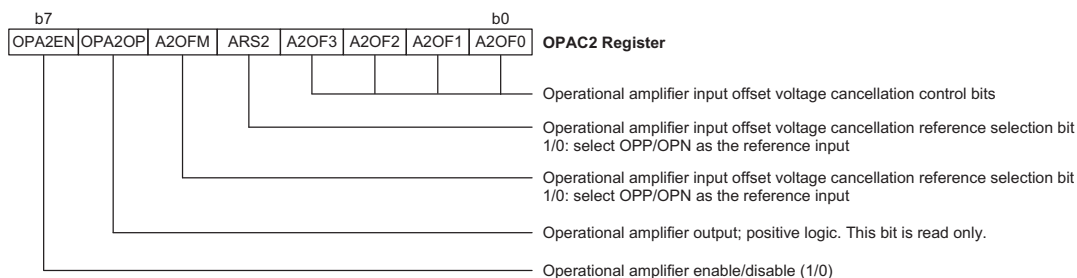 b7 b0
OPA2EN OPA2OP A2OFM ARS2 A2OF3 A2OF2 A2OF1 A2OF0 OPAC2 Register
Operational amplifier input offset voltage cancellation control bits
Operational amplifier input offset voltage cancellation reference selection bit
1/0: select OPP/OPN as the reference input
Operational amplifier input offset voltage cancellation reference selection bit
1/0: select OPP/OPN as the reference input
Operational amplifier output; positive logic. This bit is read only.
Operational amplifier enable/disable (1/0)